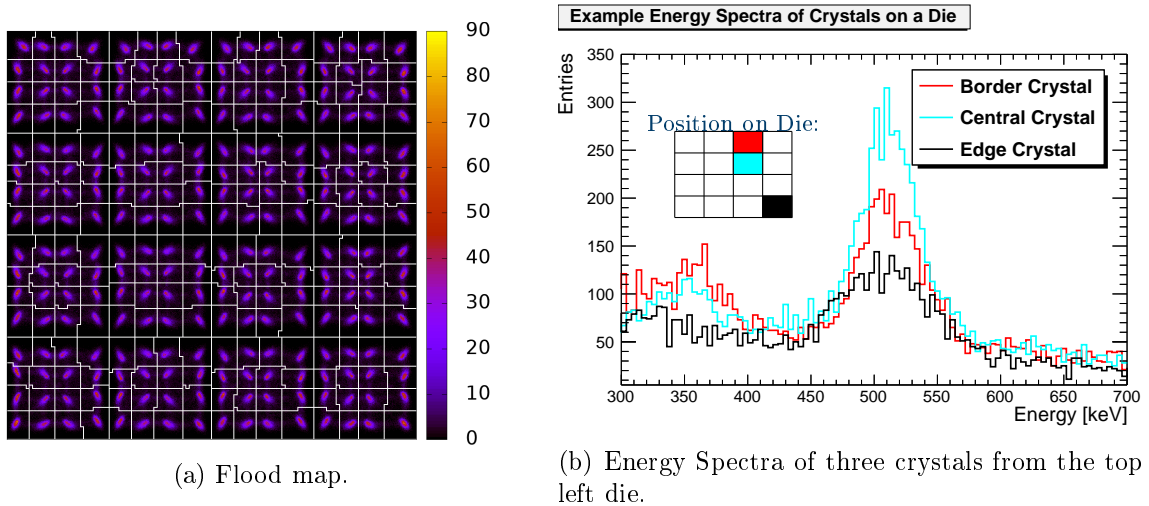 90
80
70
60
50
40
30
20
10
0
(a) Flood map.
Example Energy Spectra of Crystals on a Die
Entries
350
300
250
200
150
100
50
Position on Die:
Border Crystal
Central Crystal
Edge Crystal
300 350 400 450 500 550 600 650 700
Energy [keV]
(b) Energy Spectra of three crystals from the top
left die.